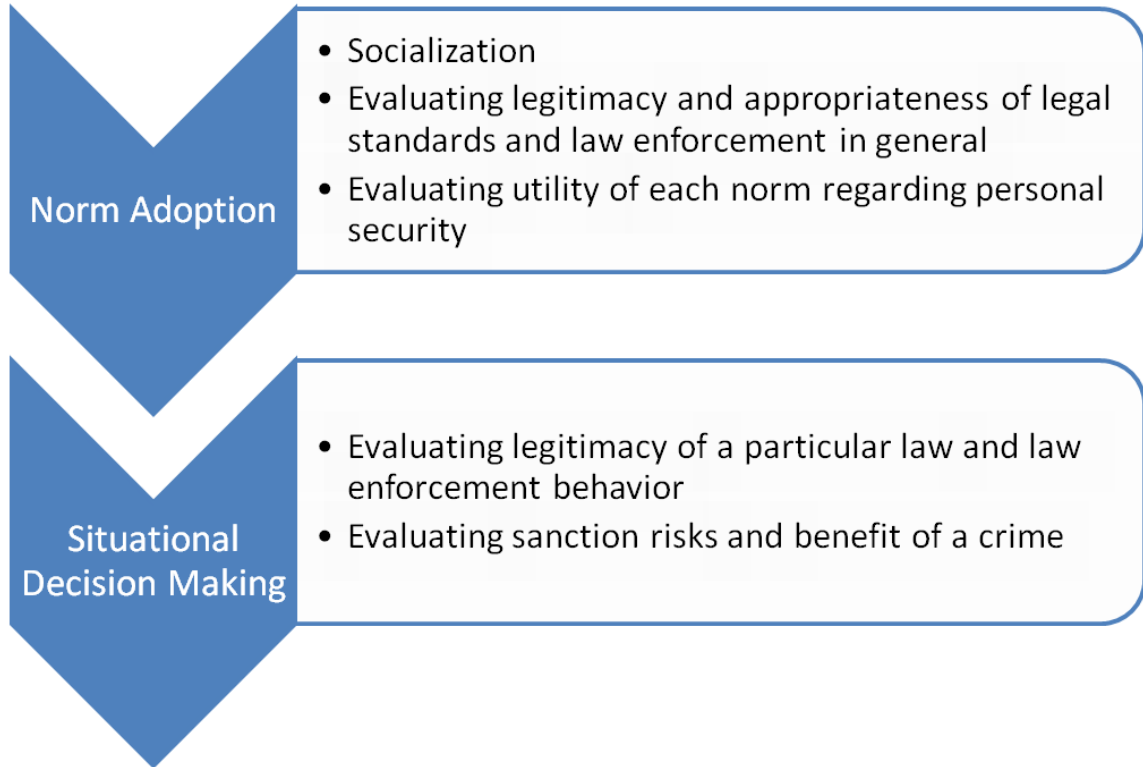 Norm Adoption
• Socialization
• Evaluating legitimacy and appropriateness of legal
standards and law enforcement in general
• Evaluating utility of each norm regarding personal
security
Situational
Decision Making
• Evaluating legitimacy of a particular law and law
enforcement behavior
• Evaluating sanction risks and benefit of a crime